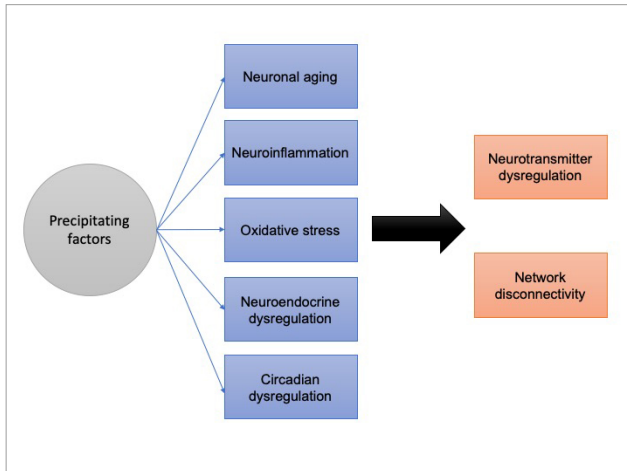 Precipitating
factors
Neuronal aging
Neuroinflammation
Oxidative stress
Neuroendocrine
dysregulation
Circadian
dysregulation
Neurotransmitter
dysregulation
Network
disconnectivity